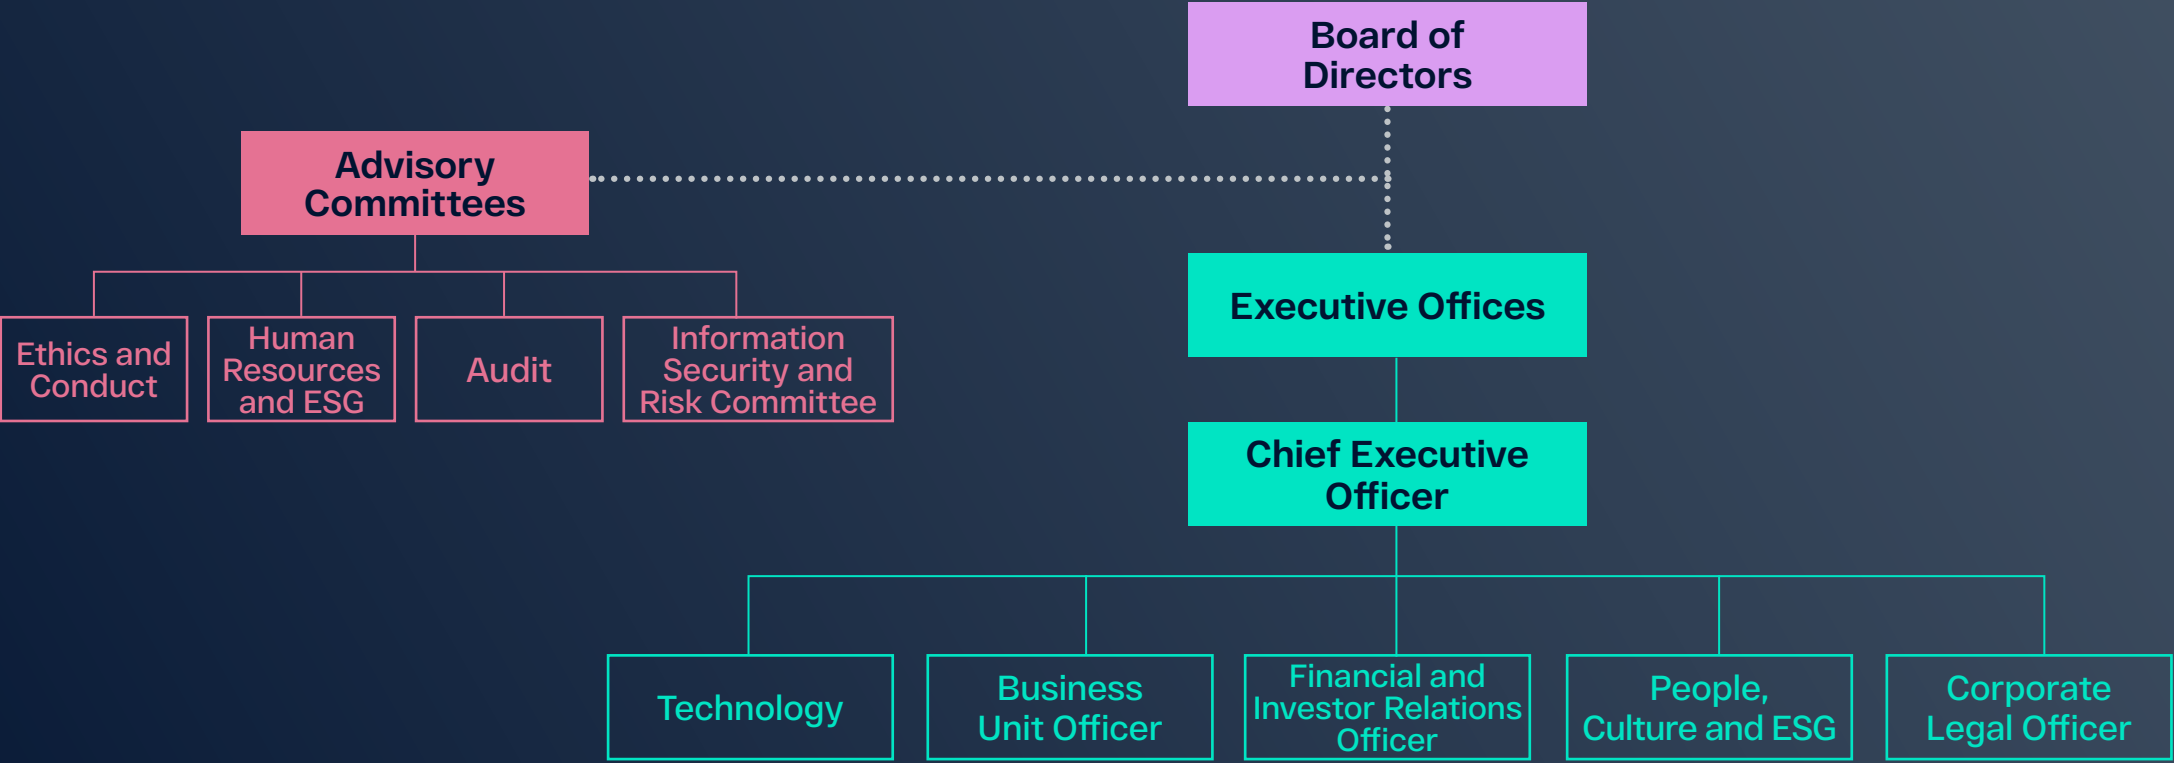 Board of
Directors
Advisory
Committees
Executive Offices
Ethics and
Conduct
Human
Resources
and ESG
Audit
Information
Security and
Risk Committee
Chief Executive
Officer
Technology
Business
Unit Officer
Financial and
Investor Relations
Officer
People,
Culture and ESG
Corporate
Legal Officer